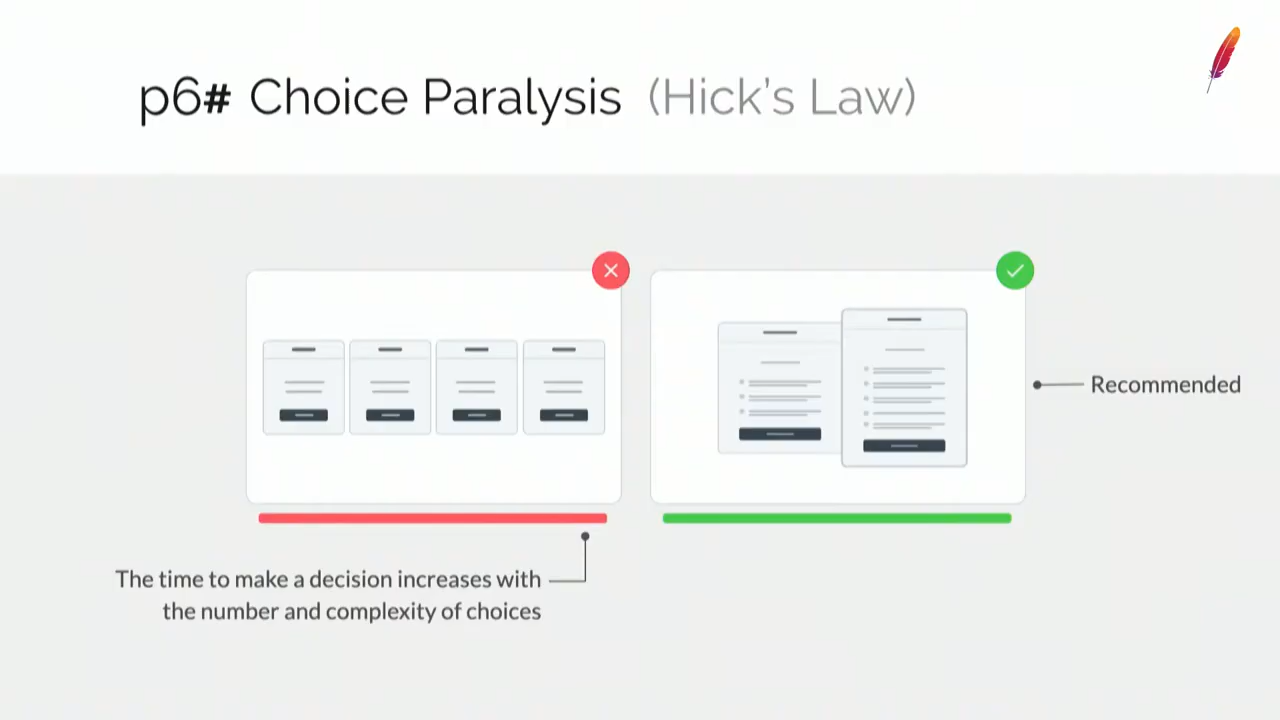 p6# Choice Paralysis (Hick's Law)
Recommended
The time to make a decision increases with
the number and complexity of choices